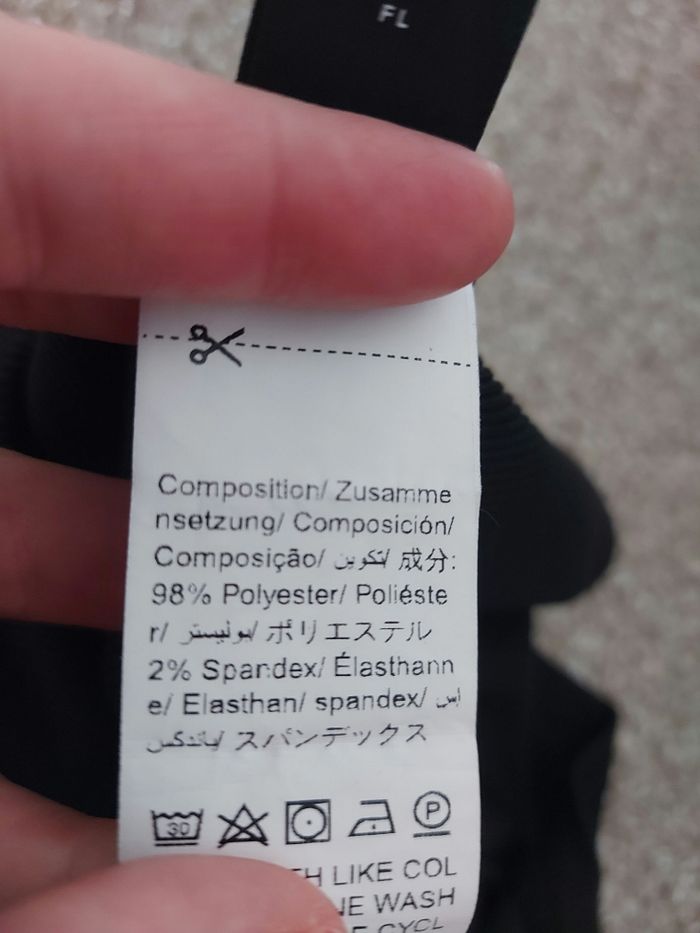 FL
Composition/ Zusamme
nsetzung/ Composición/
Composição/ تكوين/ 成分:
98% Polyester/ Poliéste
r/ بوليستر/ ポリエステル
2% Spandex/ Élasthann
e/ Elasthan/ spandex/ اس
باندكس/ スパンデックス
30
P
LIKE COL
WASH